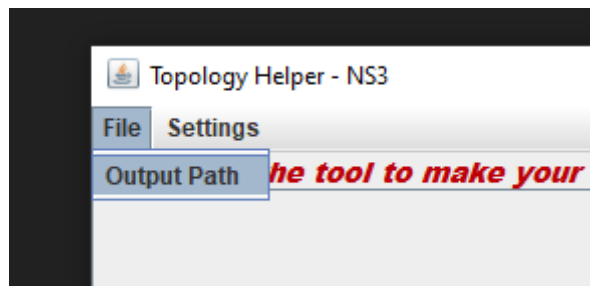 Topology Helper - NS3
File Settings
Output Path he tool to make your